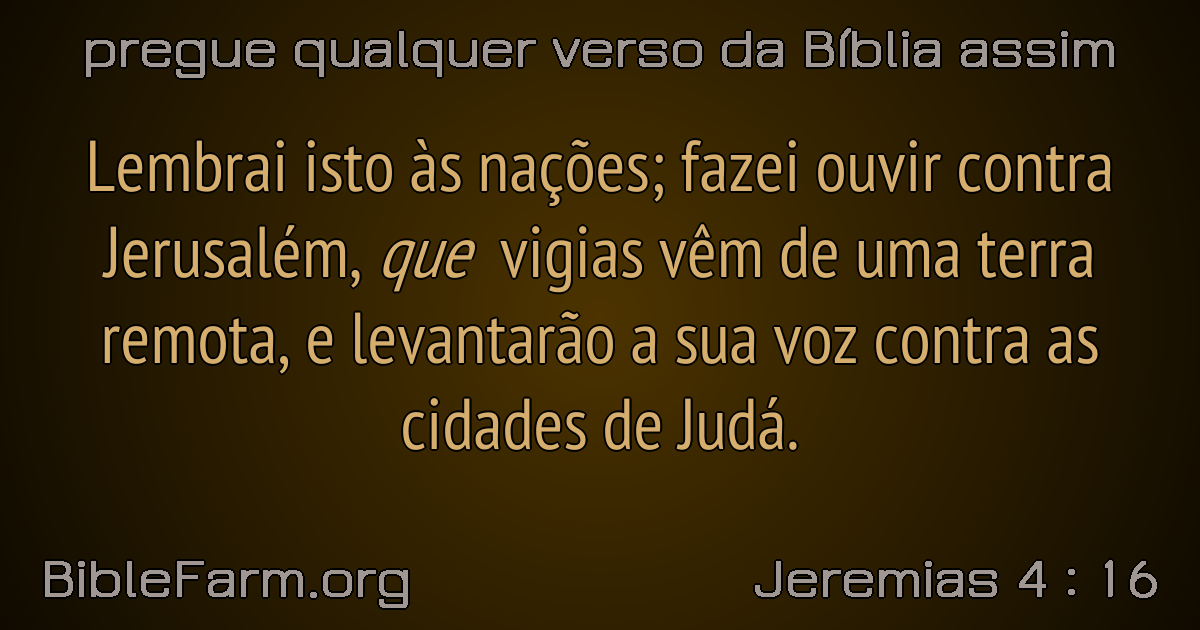 pregue qualquer verso da Bíblia assim
Lembrai isto às nações; fazei ouvir contra
Jerusalém, que vigias vêm de uma terra
remota, e levantarão a sua voz contra as
cidades de Judá.
BibleFarm.org
Jeremias 4 : 16